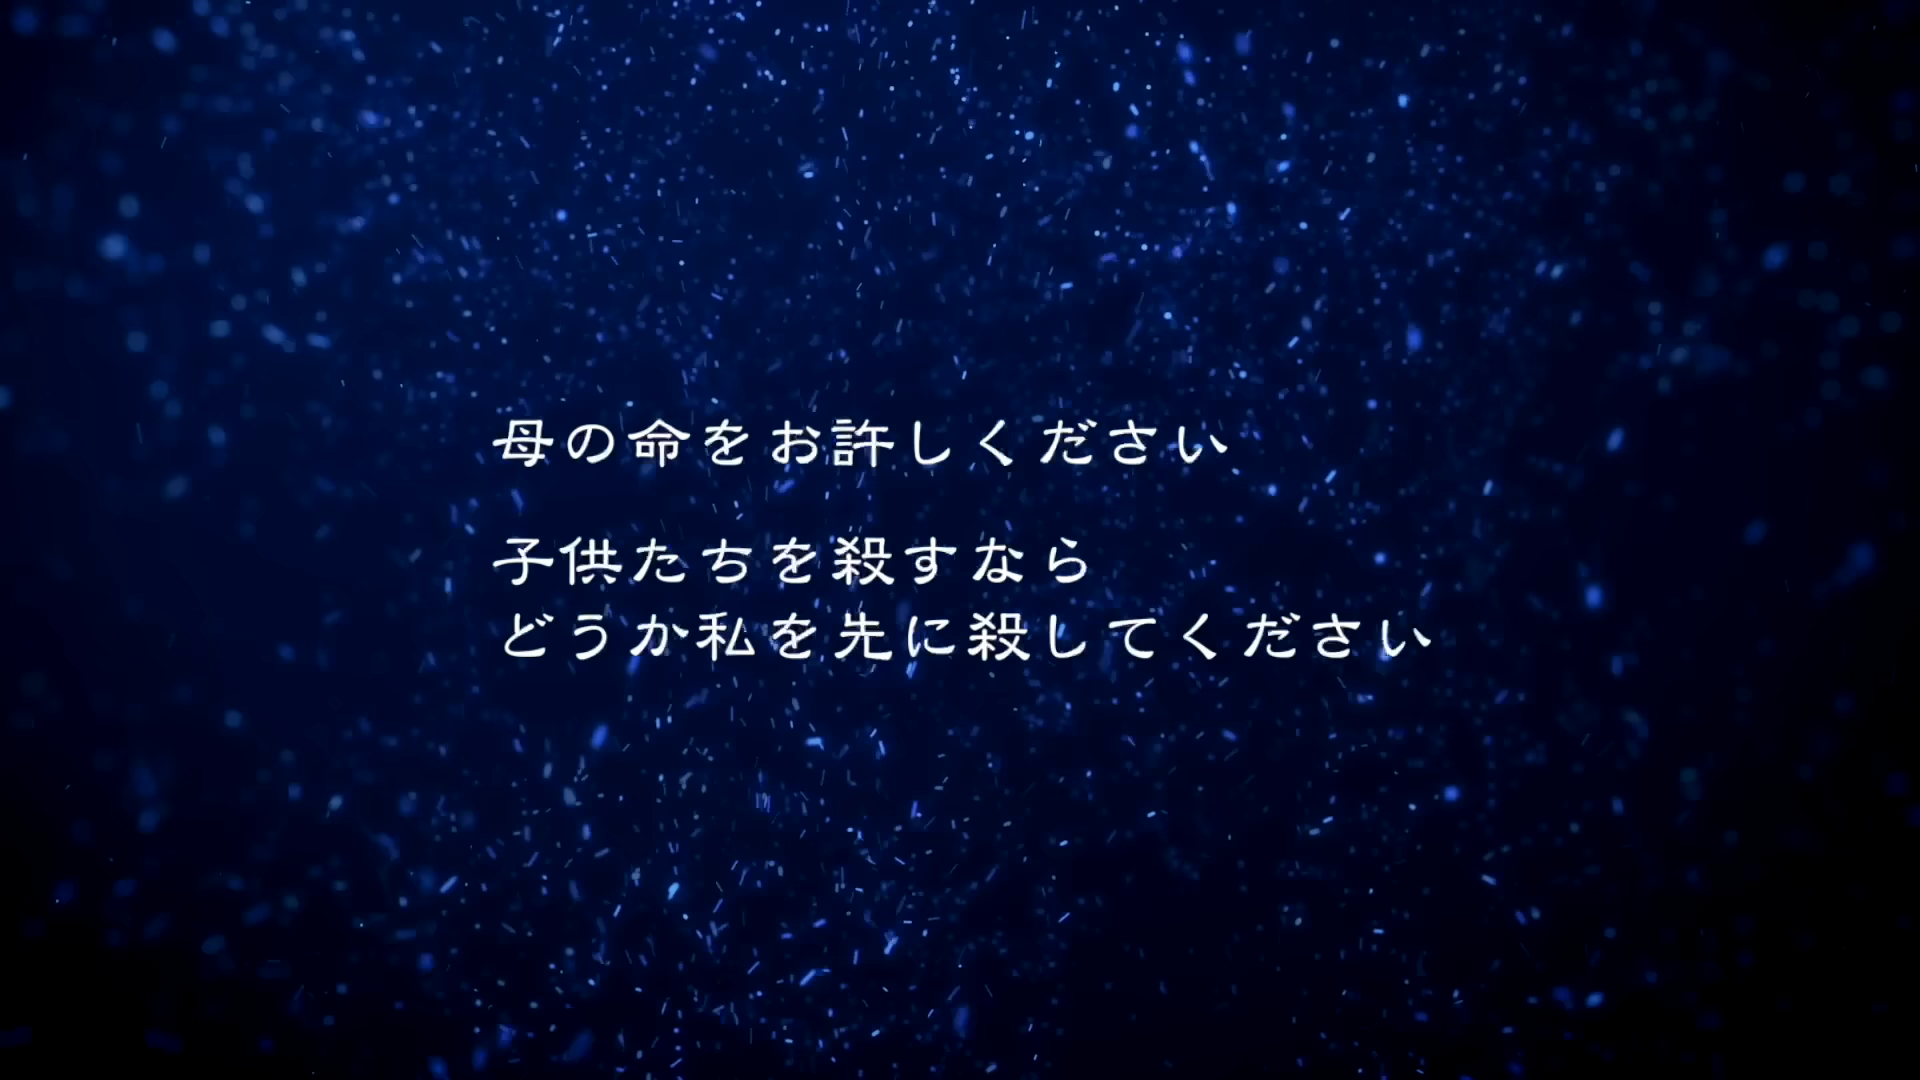 母の命をお許しください
子供たちを殺すなら
どうか私を先に殺してください